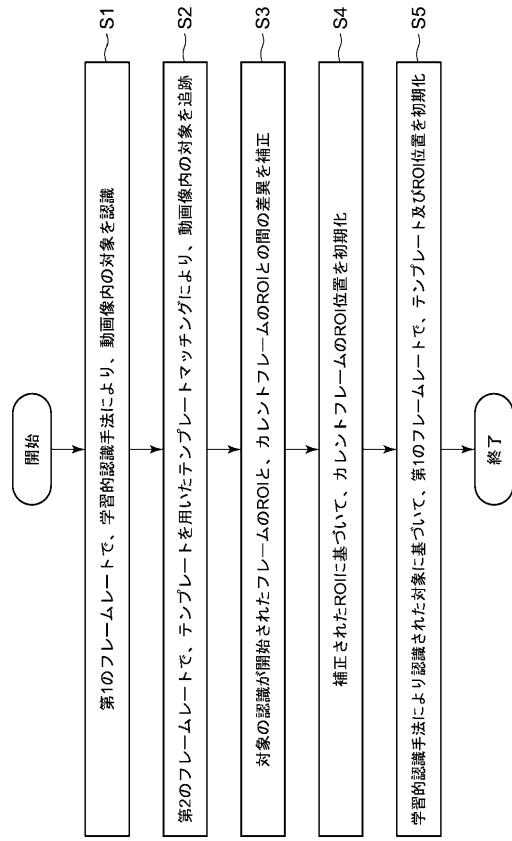 開始
第1のフレームレートで、学習的認識手法により、動画像内の対象を認識
S1
第2のフレームレートで、テンプレートを用いたテンプレートマッチングにより、動画像内の対象を追跡
S2
対象の認識が開始されたフレームのROIと、カレントフレームのROIとの間の差異を補正
S3
補正されたROIに基づいて、カレントフレームのROI位置を初期化
S4
学習的認識手法により認識された対象に基づいて、第1のフレームレートで、テンプレート及びROI位置を初期化
S5
終了